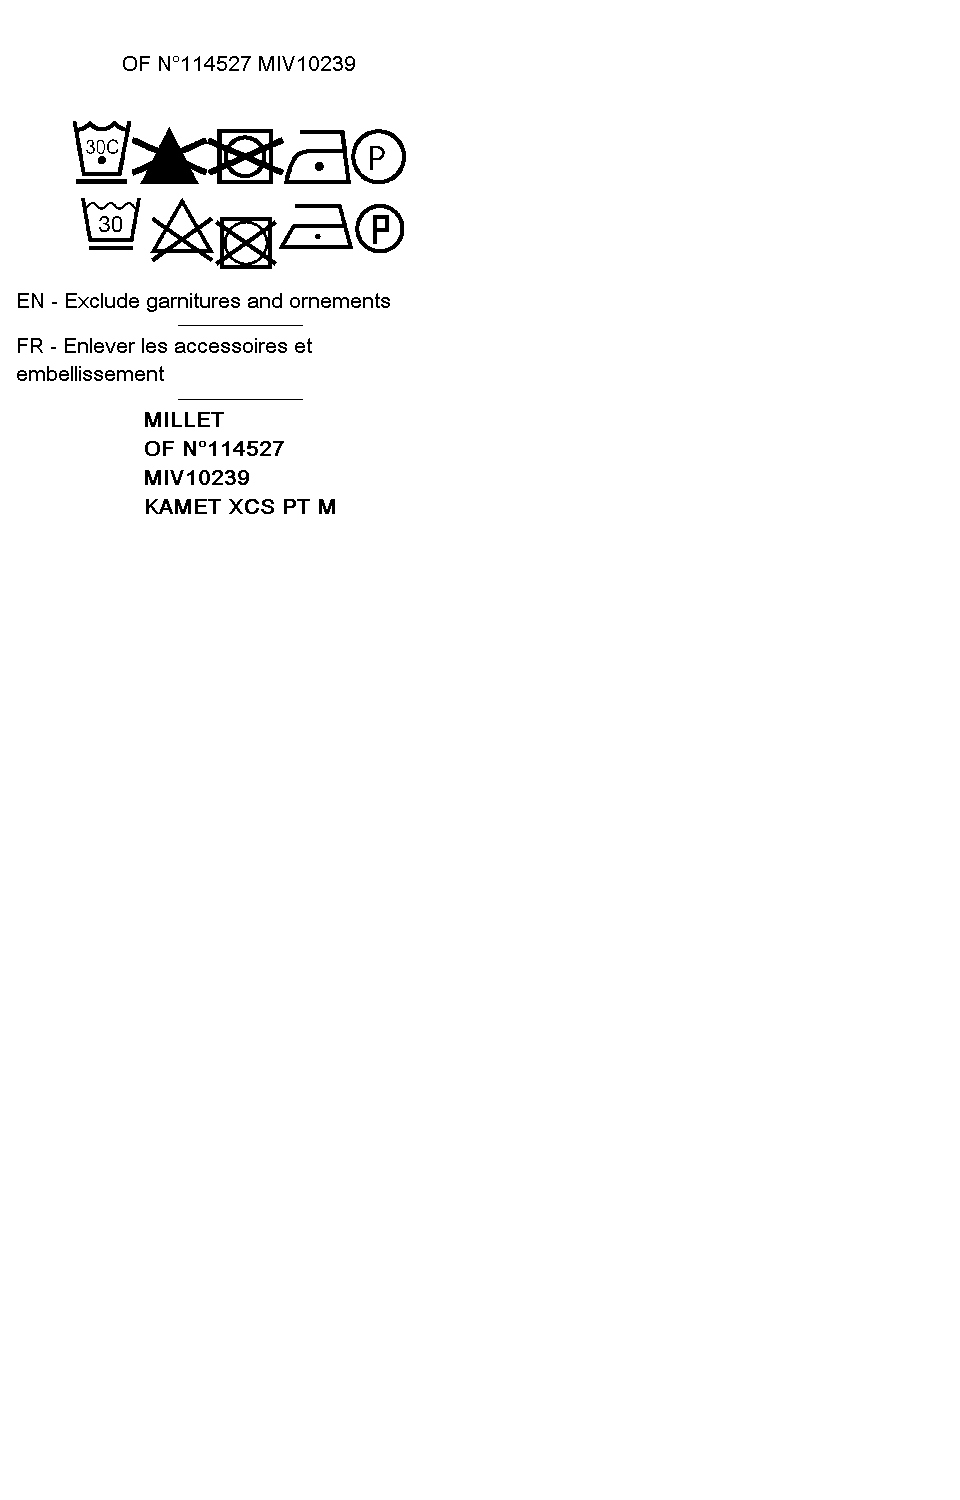 OF N°114527 MIV10239
30C P
30 P
EN - Exclude garnitures and ornements
FR - Enlever les accessoires et
embellissement
MILLET
OF N°114527
MIV10239
KAMET XCS PT M